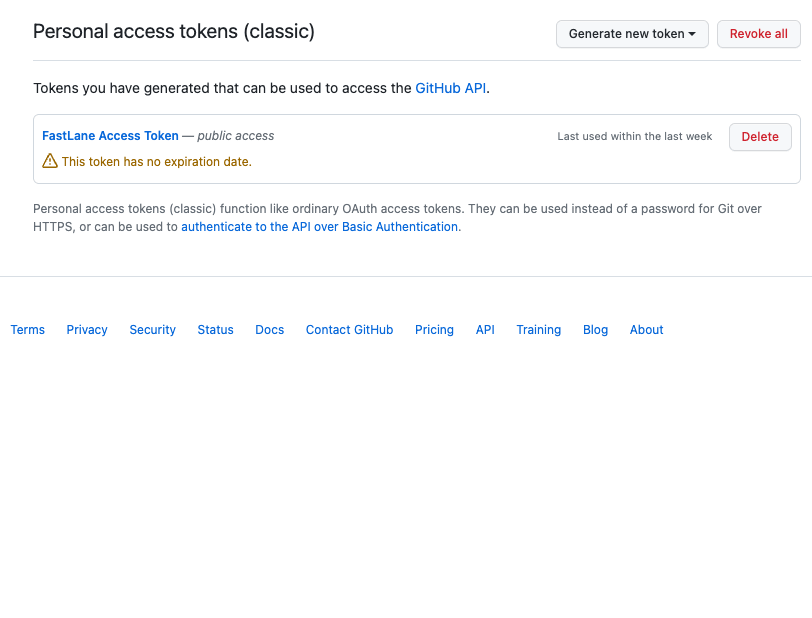 Personal access tokens (classic)
Generate new token
Revoke all
Tokens you have generated that can be used to access the GitHub API.
FastLane Access Token — public access
Last used within the last week
Delete
This token has no expiration date.
Personal access tokens (classic) function like ordinary OAuth access tokens. They can be used instead of a password for Git over
HTTPS, or can be used to authenticate to the API over Basic Authentication.
Terms Privacy Security Status Docs Contact GitHub Pricing API Training Blog About